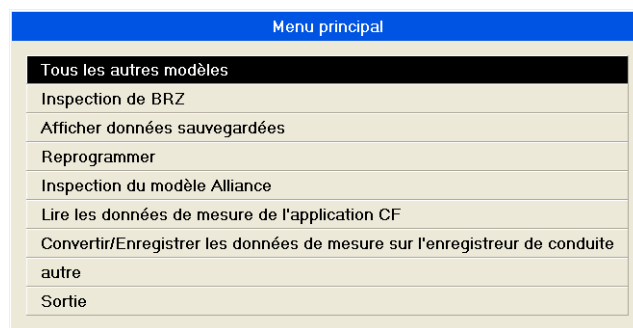 Menu principal
Tous les autres modèles
Inspection de BRZ
Afficher données sauvegardées
Reprogrammer
Inspection du modèle Alliance
Lire les données de mesure de l'application CF
Convertir/Enregistrer les données de mesure sur l'enregistreur de conduite
autre
Sortie